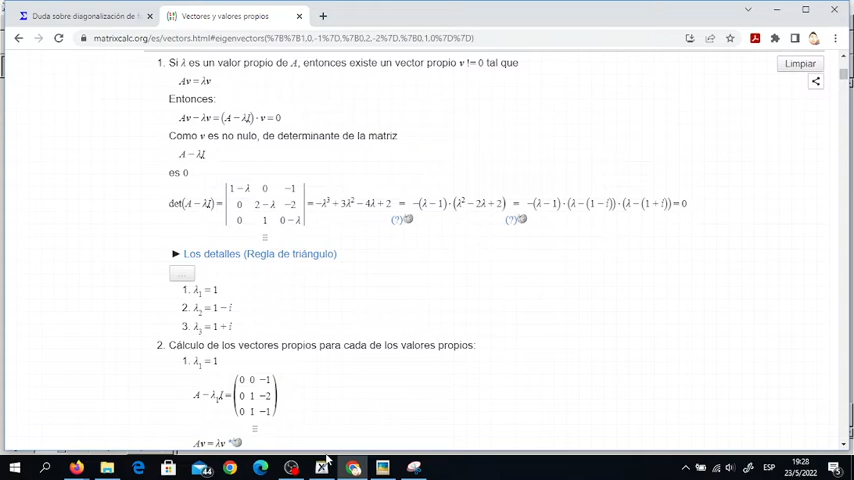 Duda sobre diagonalización de f
Vectores y valores propios
matrixcalc.org/es/vectors.html#eigenvectors(%7B%7B1,0,-1%7D,%7B0,2,-2%7D,%7B0,1,0%7D%7D)
1. Si λ es un valor propio de A, entonces existe un vector propio v != 0 tal que
Limpiar
Av = λv
Entonces:
Av − λv = (A − λI) · v = 0
Como v es no nulo, de determinante de la matriz
A − λI
es 0
1 − λ 0 −1
det(A − λI) = 0 2 − λ −2 = −λ³ + 3λ² − 4λ + 2 = −(λ − 1) · (λ² − 2λ + 2) = −(λ − 1) · (λ − (1 − i)) · (λ − (1 + i)) = 0
0 1 0 − λ (?) (?)
► Los detalles (Regla de triángulo)
...
1. λ₁ = 1
2. λ₂ = 1 − i
3. λ₃ = 1 + i
2. Cálculo de los vectores propios para cada de los valores propios:
1. λ₁ = 1
0 0 −1
A − λ₁I = 0 1 −2
0 1 −1
Av = λv
44
ESP
19:28
23/5/2022
5